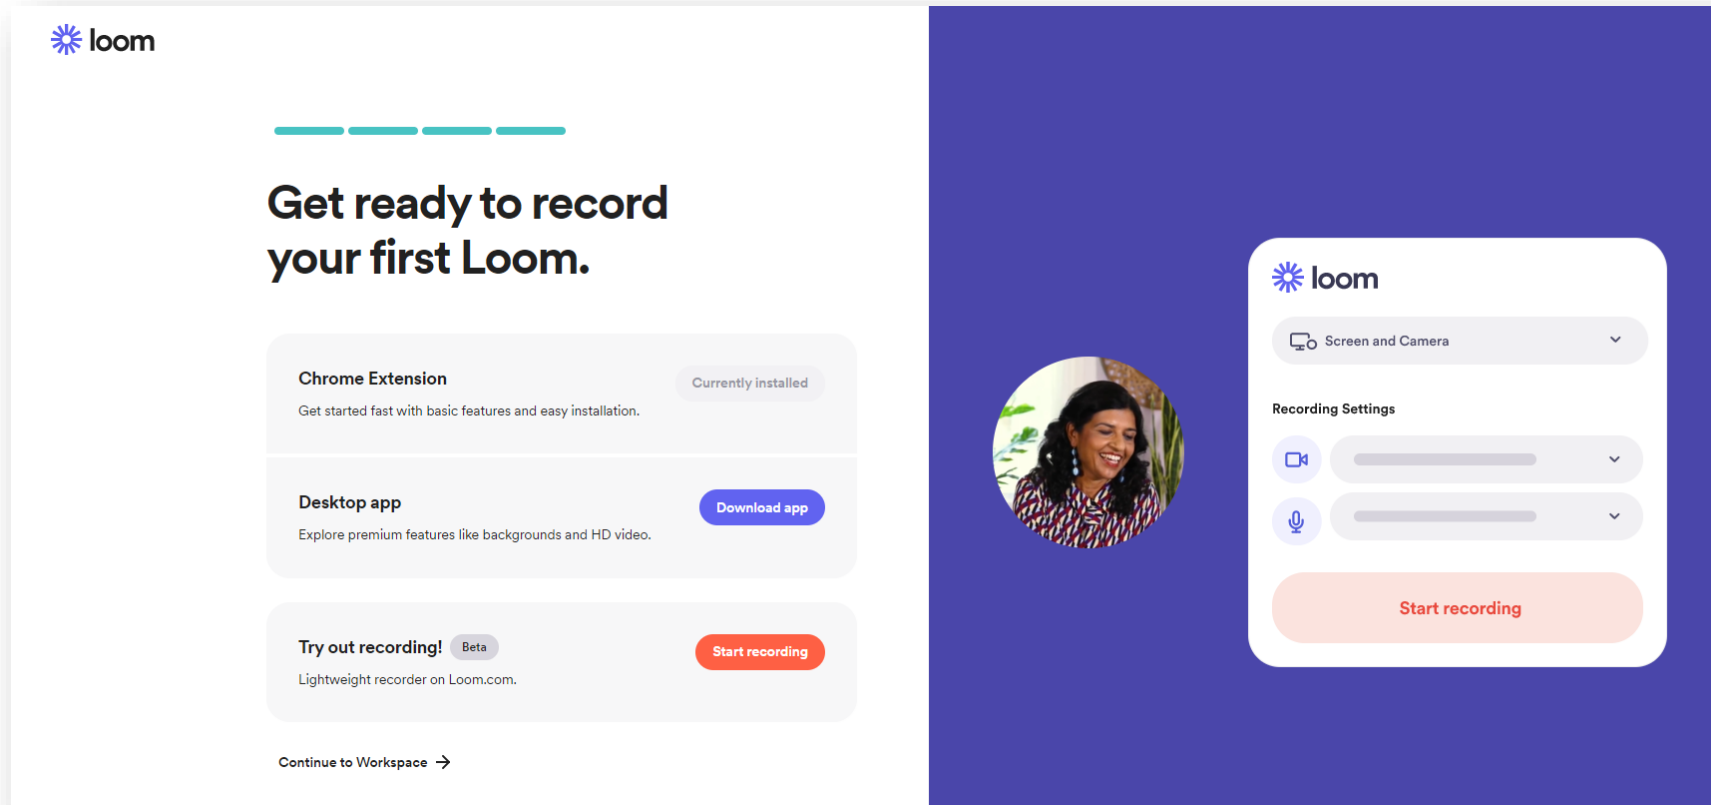 loom
Get ready to record
your first Loom.
Chrome Extension
Currently installed
Get started fast with basic features and easy installation.
Desktop app
Download app
Explore premium features like backgrounds and HD video.
Try out recording! Beta
Start recording
Lightweight recorder on Loom.com.
Continue to Workspace →
loom
Screen and Camera
Recording Settings
Start recording